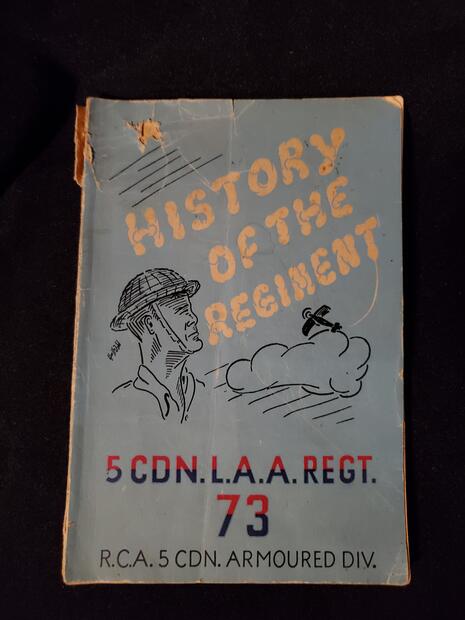 HISTORY
OF THE
REGIMENT
5 CDN. L.A.A. REGT.
73
R.C.A. 5 CDN. ARMOURED DIV.